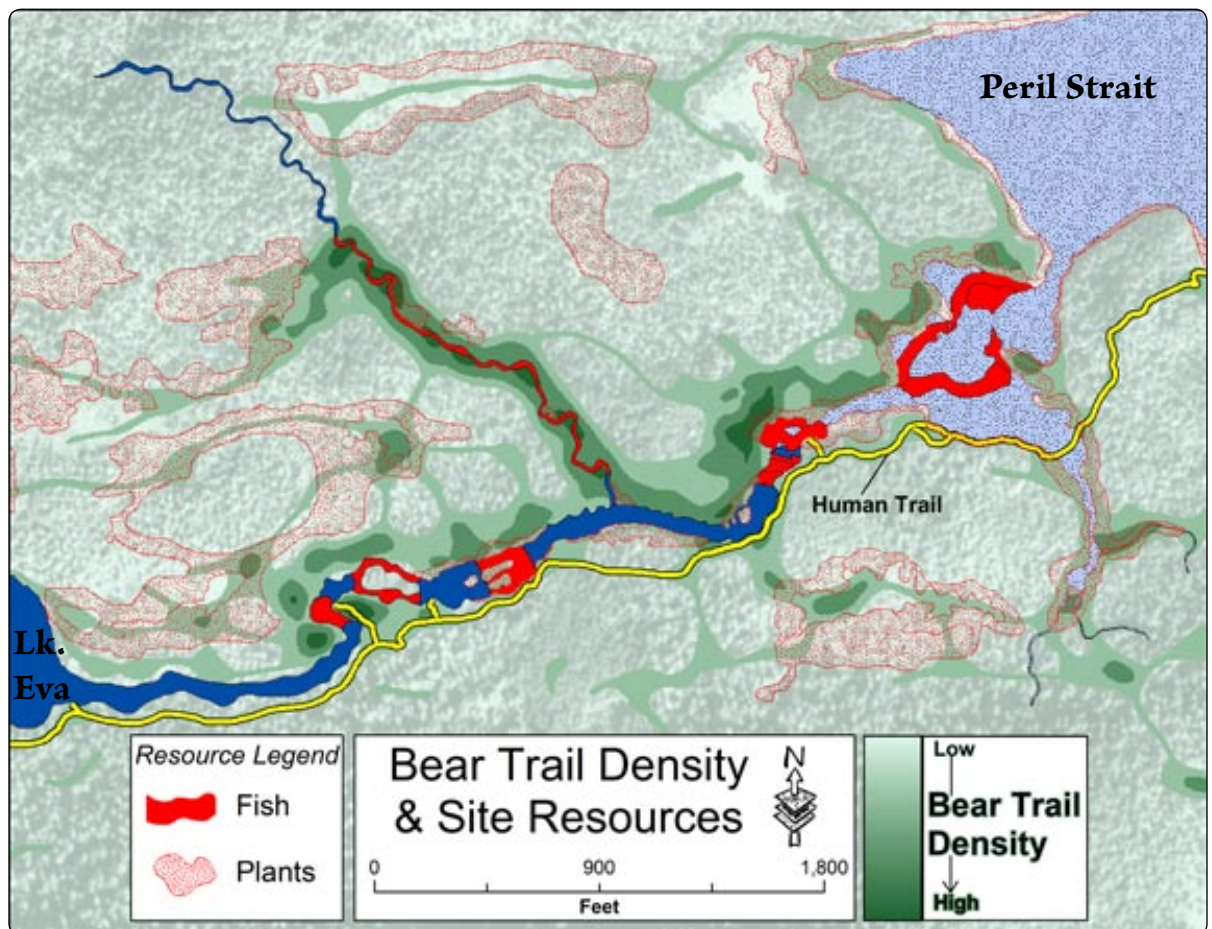 Peril Strait
Human Trail
Lk.
Eva
Resource Legend
Fish
Plants
Bear Trail Density
& Site Resources
N
0 900 1,800
Feet
Low
Bear Trail
Density
High